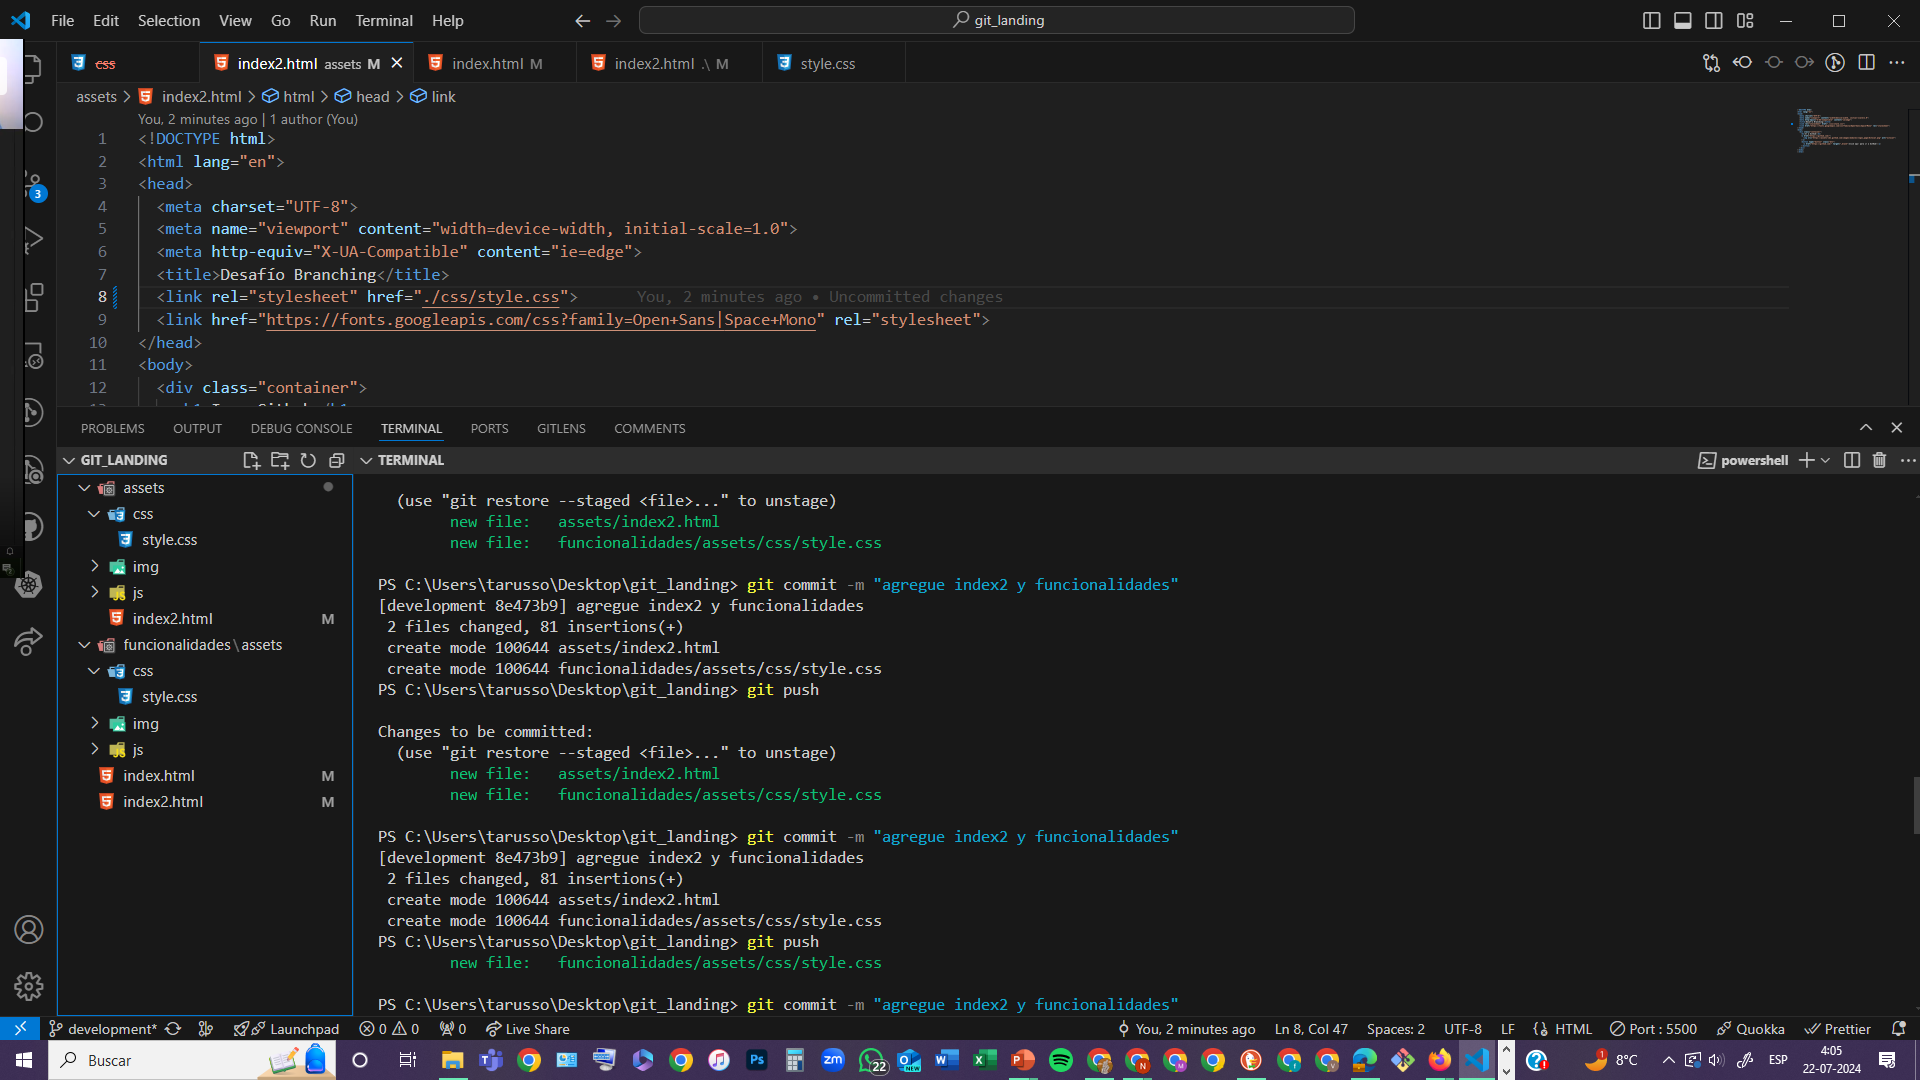 File Edit Selection View Go Run Terminal Help
git_landing
css
index2.html assets M
index.html M
index2.html .\ M
style.css
assets > index2.html > html > head > link
You, 2 minutes ago | 1 author (You)
1 <!DOCTYPE html>
2 <html lang="en">
3 <head>
4 <meta charset="UTF-8">
5 <meta name="viewport" content="width=device-width, initial-scale=1.0">
6 <meta http-equiv="X-UA-Compatible" content="ie=edge">
7 <title>Desafío Branching</title>
8 <link rel="stylesheet" href="./css/style.css"> You, 2 minutes ago • Uncommitted changes
9 <link href="https://fonts.googleapis.com/css?family=Open+Sans|Space+Mono" rel="stylesheet">
10 </head>
11 <body>
12 <div class="container">
3
PROBLEMS OUTPUT DEBUG CONSOLE TERMINAL PORTS GITLENS COMMENTS
GIT_LANDING
assets
css
style.css
img
js
index2.html M
funcionalidades\assets
css
style.css
img
js
index.html M
index2.html M
TERMINAL
powershell
(use "git restore --staged <file>..." to unstage)
new file: assets/index2.html
new file: funcionalidades/assets/css/style.css
PS C:\Users\tarusso\Desktop\git_landing> git commit -m "agregue index2 y funcionalidades"
[development 8e473b9] agregue index2 y funcionalidades
2 files changed, 81 insertions(+)
create mode 100644 assets/index2.html
create mode 100644 funcionalidades/assets/css/style.css
PS C:\Users\tarusso\Desktop\git_landing> git push
Changes to be committed:
(use "git restore --staged <file>..." to unstage)
new file: assets/index2.html
new file: funcionalidades/assets/css/style.css
PS C:\Users\tarusso\Desktop\git_landing> git commit -m "agregue index2 y funcionalidades"
[development 8e473b9] agregue index2 y funcionalidades
2 files changed, 81 insertions(+)
create mode 100644 assets/index2.html
create mode 100644 funcionalidades/assets/css/style.css
PS C:\Users\tarusso\Desktop\git_landing> git push
new file: funcionalidades/assets/css/style.css
PS C:\Users\tarusso\Desktop\git_landing> git commit -m "agregue index2 y funcionalidades"
development* Launchpad 0 0 0 Live Share
You, 2 minutes ago Ln 8, Col 47 Spaces: 2 UTF-8 LF HTML Port : 5500 Quokka Prettier
Buscar
22
8°C
ESP
4:05
22-07-2024